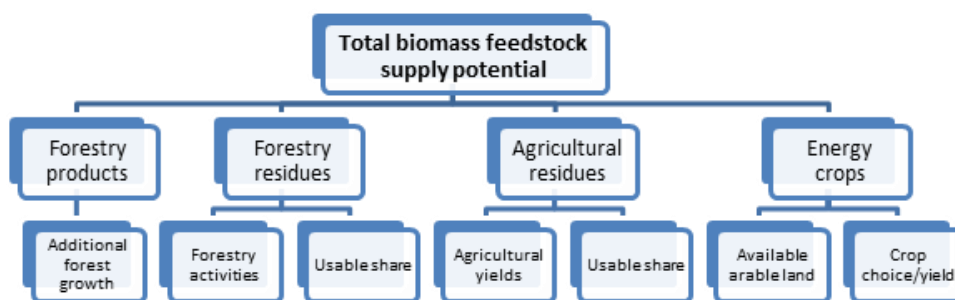 Total biomass feedstock
supply potential
Forestry
products
Forestry
residues
Agricultural
residues
Energy
crops
Additional
forest
growth
Forestry
activities
Usable share
Agricultural
yields
Usable share
Available
arable land
Crop
choice/yield